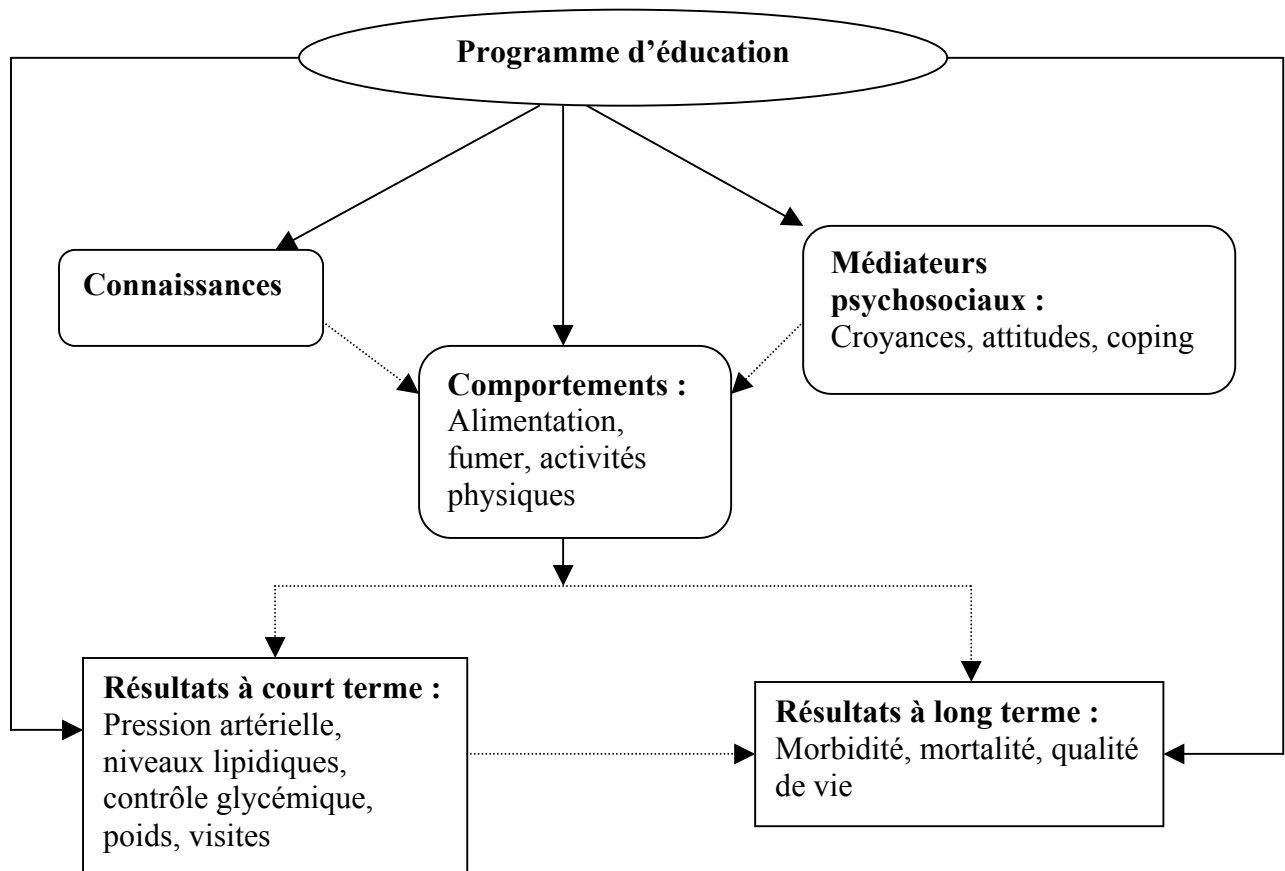 Programme d’éducation
Connaissances
Médiateurs
psychosociaux :
Croyances, attitudes, coping
Comportements :
Alimentation,
fumer, activités
physiques
Résultats à court terme :
Pression artérielle,
niveaux lipidiques,
contrôle glycémique,
poids, visites
Résultats à long terme :
Morbidité, mortalité, qualité
de vie